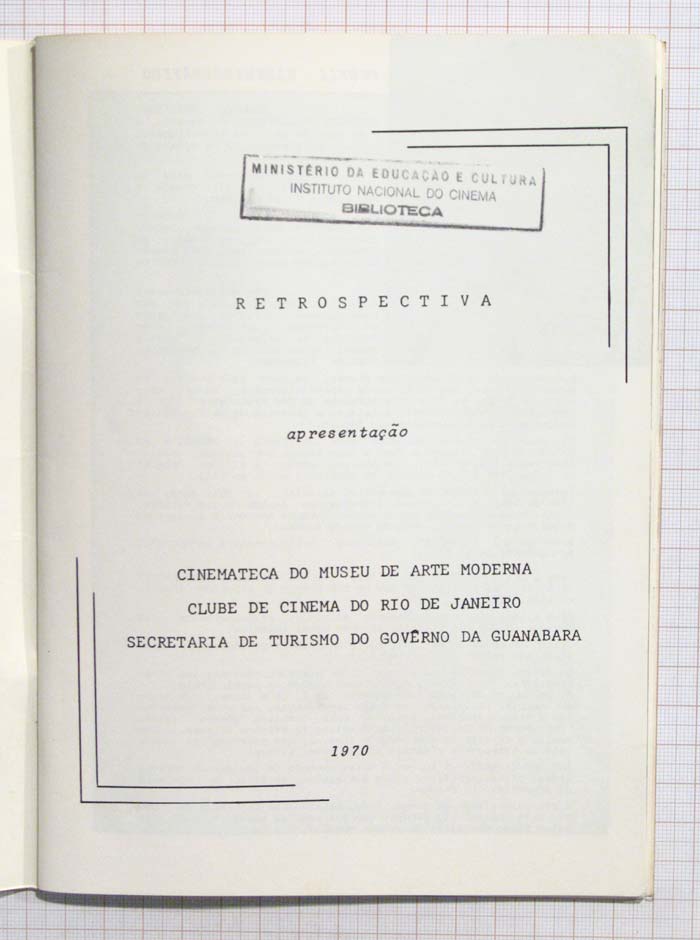 MINISTÉRIO DA EDUCAÇÃO E CULTURA
INSTITUTO NACIONAL DO CINEMA
BIBLIOTECA
RETROSPECTIVA
apresentação
CINEMATECA DO MUSEU DE ARTE MODERNA
CLUBE DE CINEMA DO RIO DE JANEIRO
SECRETARIA DE TURISMO DO GOVÊRNO DA GUANABARA
1970